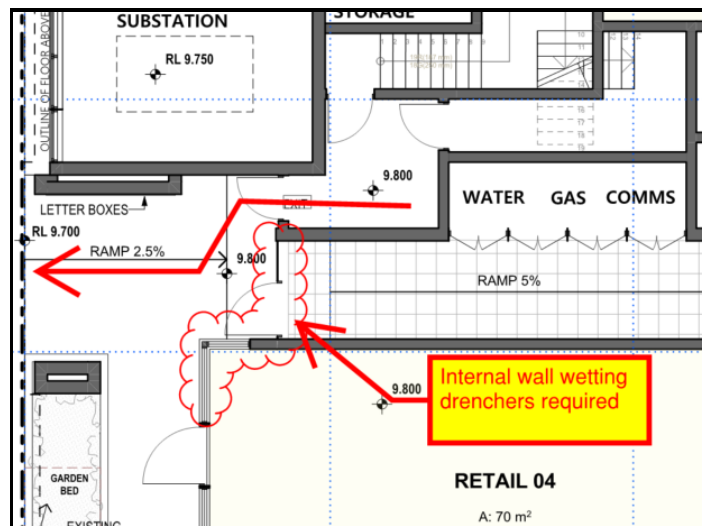 SUBSTATION
STORAGE
RL 9.750
OUTLINE OF FLOOR ABOVE
9.800
WATER
GAS
COMMS
EXIT
LETTER BOXES
RL 9.700
RAMP 2.5%
9.800
RAMP 5%
Internal wall wetting
drenchers required
9.800
RETAIL 04
A: 70 m²
GARDEN
BED
EXISTING